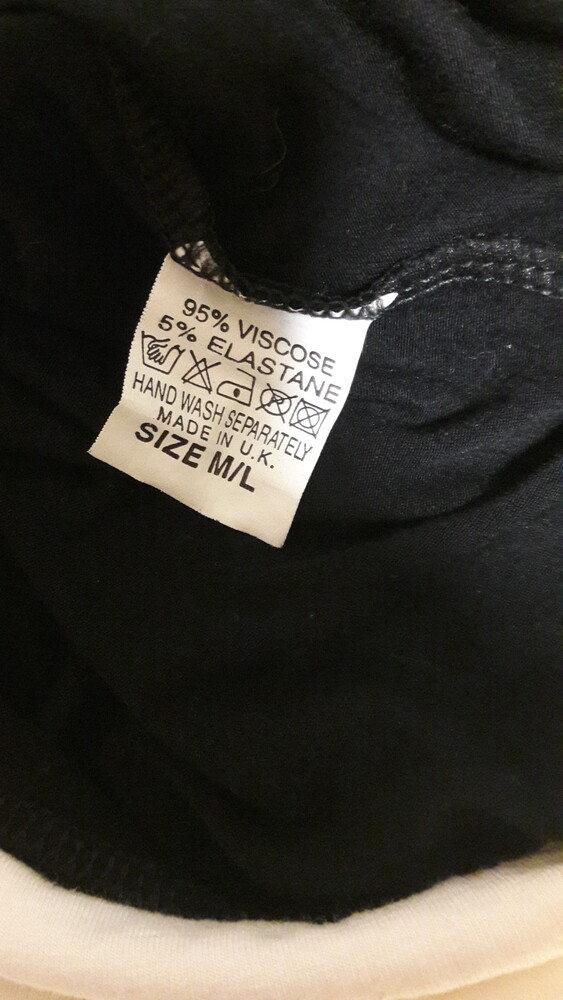 95% VISCOSE
5% ELASTANE
HAND WASH SEPARATELY
MADE IN U.K.
SIZE M/L